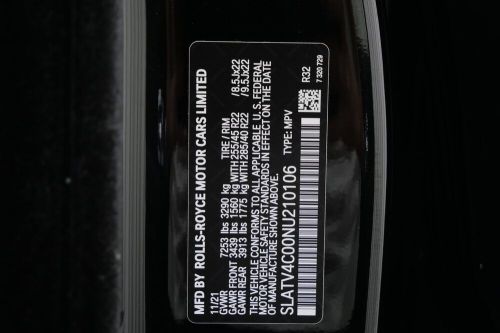 MFD BY ROLLS-ROYCE MOTOR CARS LIMITED
11/21 TIRE / RIM
GVWR 7253 lbs 3290 kg
GAWR FRONT 3439 lbs 1560 kg WITH 255/45 R22 /8.5Jx22
GAWR REAR 3913 lbs 1775 kg WITH 285/40 R22 /9.5Jx22
THIS VEHICLE CONFORMS TO ALL APPLICABLE U.S. FEDERAL
MOTOR VEHICLE SAFETY STANDARDS IN EFFECT ON THE DATE
OF MANUFACTURE SHOWN ABOVE.
SLATV4C00NU210106 TYPE: MPV
R32
7 320 729